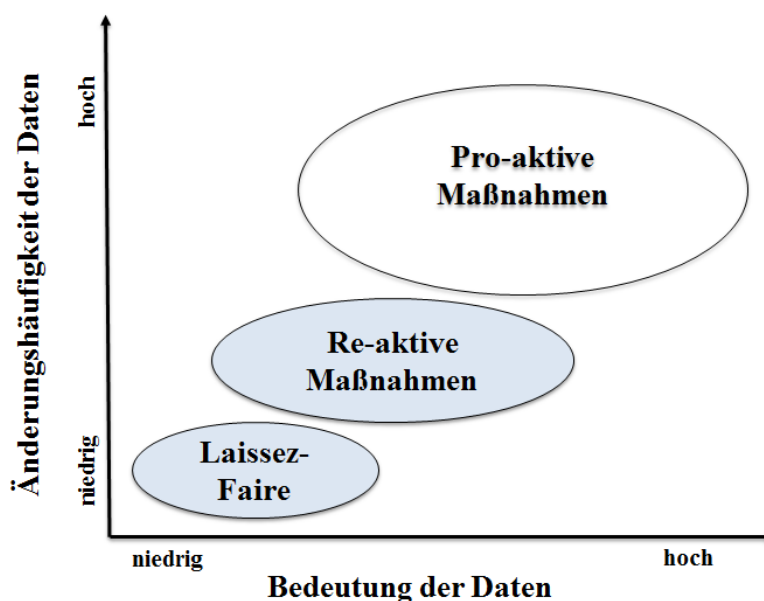 Änderungshäufigkeit der Daten
hoch
niedrig
Pro-aktive
Maßnahmen
Re-aktive
Maßnahmen
Laissez-
Faire
niedrig
hoch
Bedeutung der Daten